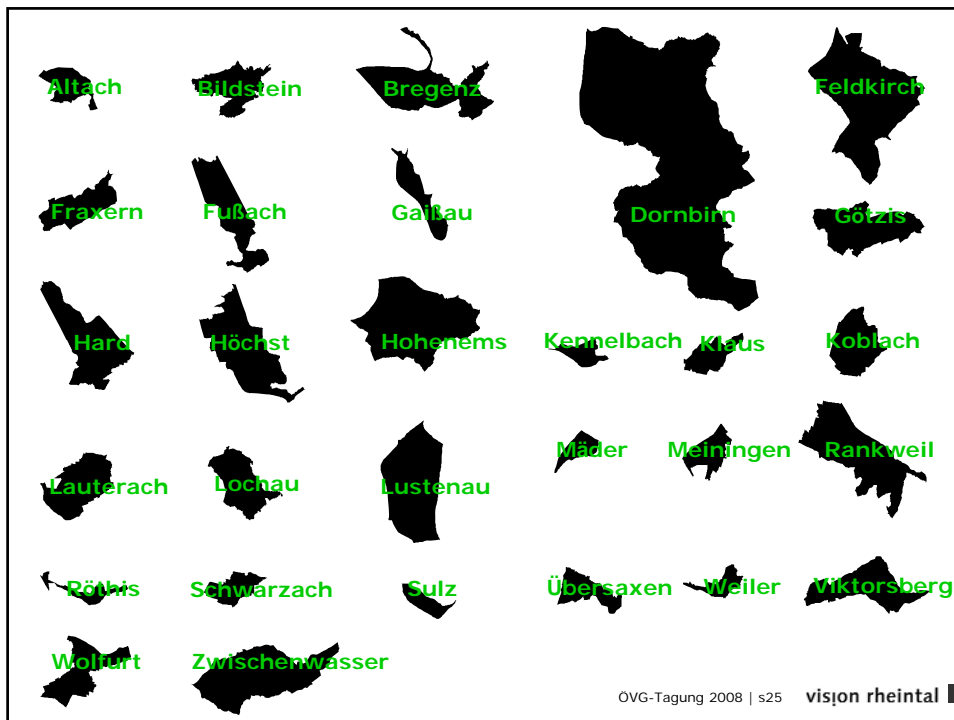 Altach
Bildstein
Bregenz
Feldkirch
Fraxern
Fußach
Gaißau
Dornbirn
Götzis
Hard
Höchst
Hohenems
Kennelbach
Klaus
Koblach
Lauterach
Lochau
Lustenau
Mäder
Meiningen
Rankweil
Röthis
Schwarzach
Sulz
Übersaxen
Weiler
Viktorsberg
Wolfurt
Zwischenwasser
ÖVG-Tagung 2008 | s25
vision rheintal